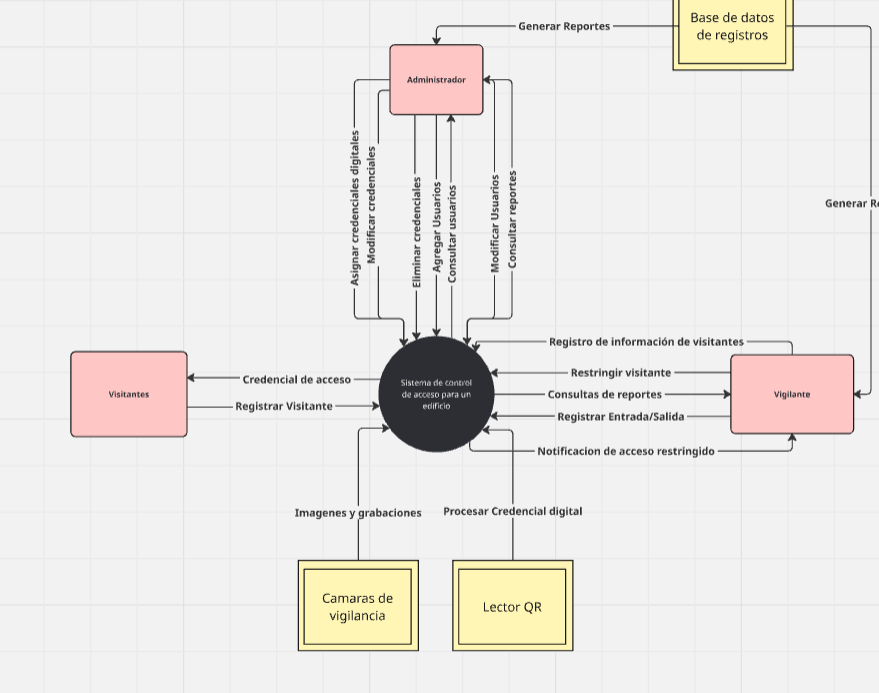 Base de datos
de registros
Generar Reportes
Administrador
Asignar credenciales digitales
Modificar credenciales
Eliminar credenciales
Agregar Usuarios
Consultar usuarios
Modificar Usuarios
Consultar reportes
Generar Re
Registro de información de visitantes
Visitantes
Credencial de acceso
Registrar Visitante
Sistema de control
de acceso para un
edificio
Restringir visitante
Consultas de reportes
Registrar Entrada/Salida
Notificacion de acceso restringido
Vigilante
Imagenes y grabaciones
Procesar Credencial digital
Camaras de
vigilancia
Lector QR